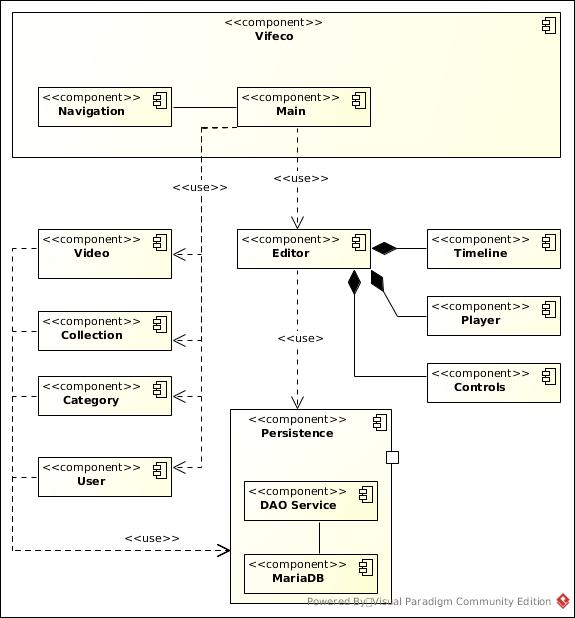 <<component>>
Vifeco
<<component>>
Navigation
<<component>>
Main
<<use>>
<<use>>
<<component>>
Video
<<component>>
Editor
<<component>>
Timeline
<<component>>
Player
<<component>>
Collection
<<use>
<<component>>
Controls
<<component>>
Category
<<component>>
Persistence
<<component>>
User
<<component>>
DAO Service
<<use>>
<<component>>
MariaDB
Powered By Visual Paradigm Community Edition